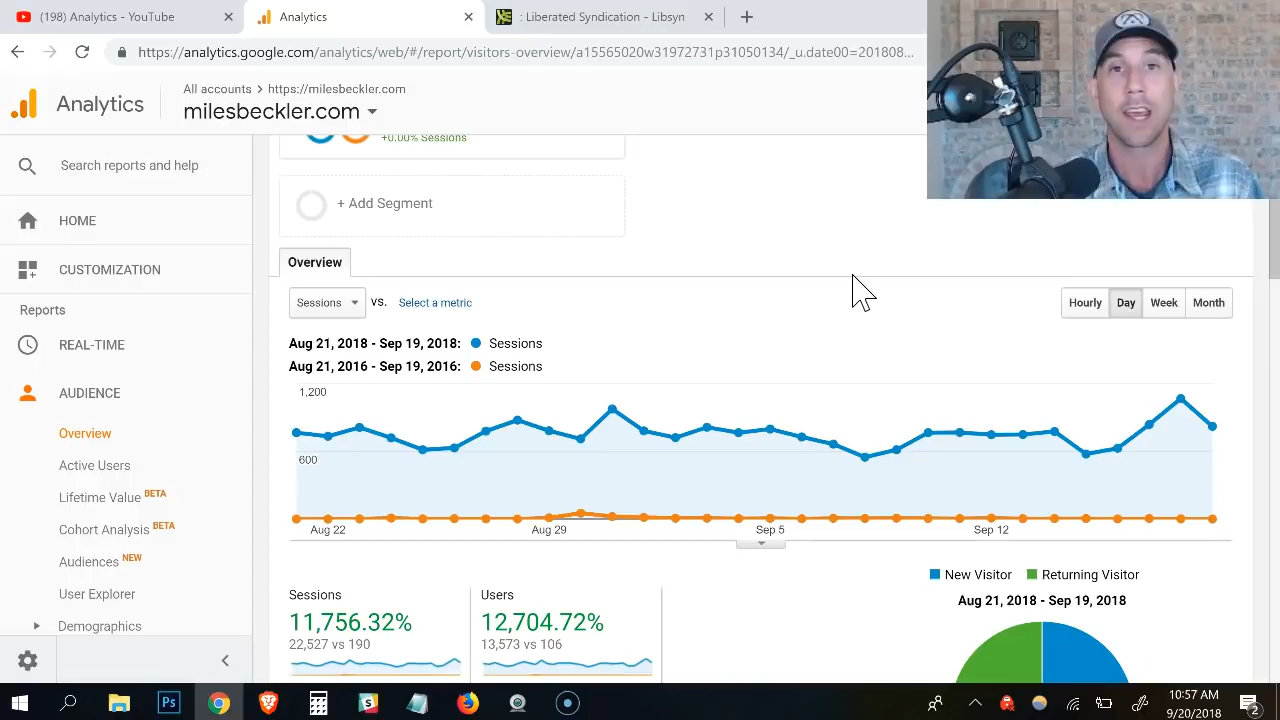 (198) Analytics - YouTube
Analytics
: Liberated Syndication - Libsyn
https://analytics.google.com/analytics/web/#/report/visitors-overview/a15565020w31972731p31050134/_u.date00=201808...
Analytics
All accounts > https://milesbeckler.com
milesbeckler.com
+0.00% Sessions
Search reports and help
+ Add Segment
HOME
CUSTOMIZATION
Reports
REAL-TIME
AUDIENCE
Overview
Active Users
Lifetime Value BETA
Cohort Analysis BETA
Audiences NEW
User Explorer
Demographics
Overview
Sessions vs. Select a metric
Hourly Day Week Month
Aug 21, 2018 - Sep 19, 2018: Sessions
Aug 21, 2016 - Sep 19, 2016: Sessions
1,200
600
Aug 22 Aug 29 Sep 5 Sep 12
New Visitor Returning Visitor
Aug 21, 2018 - Sep 19, 2018
Sessions
11,756.32%
22,527 vs 190
Users
12,704.72%
13,573 vs 106
Ps
10:57 AM
9/20/2018
2